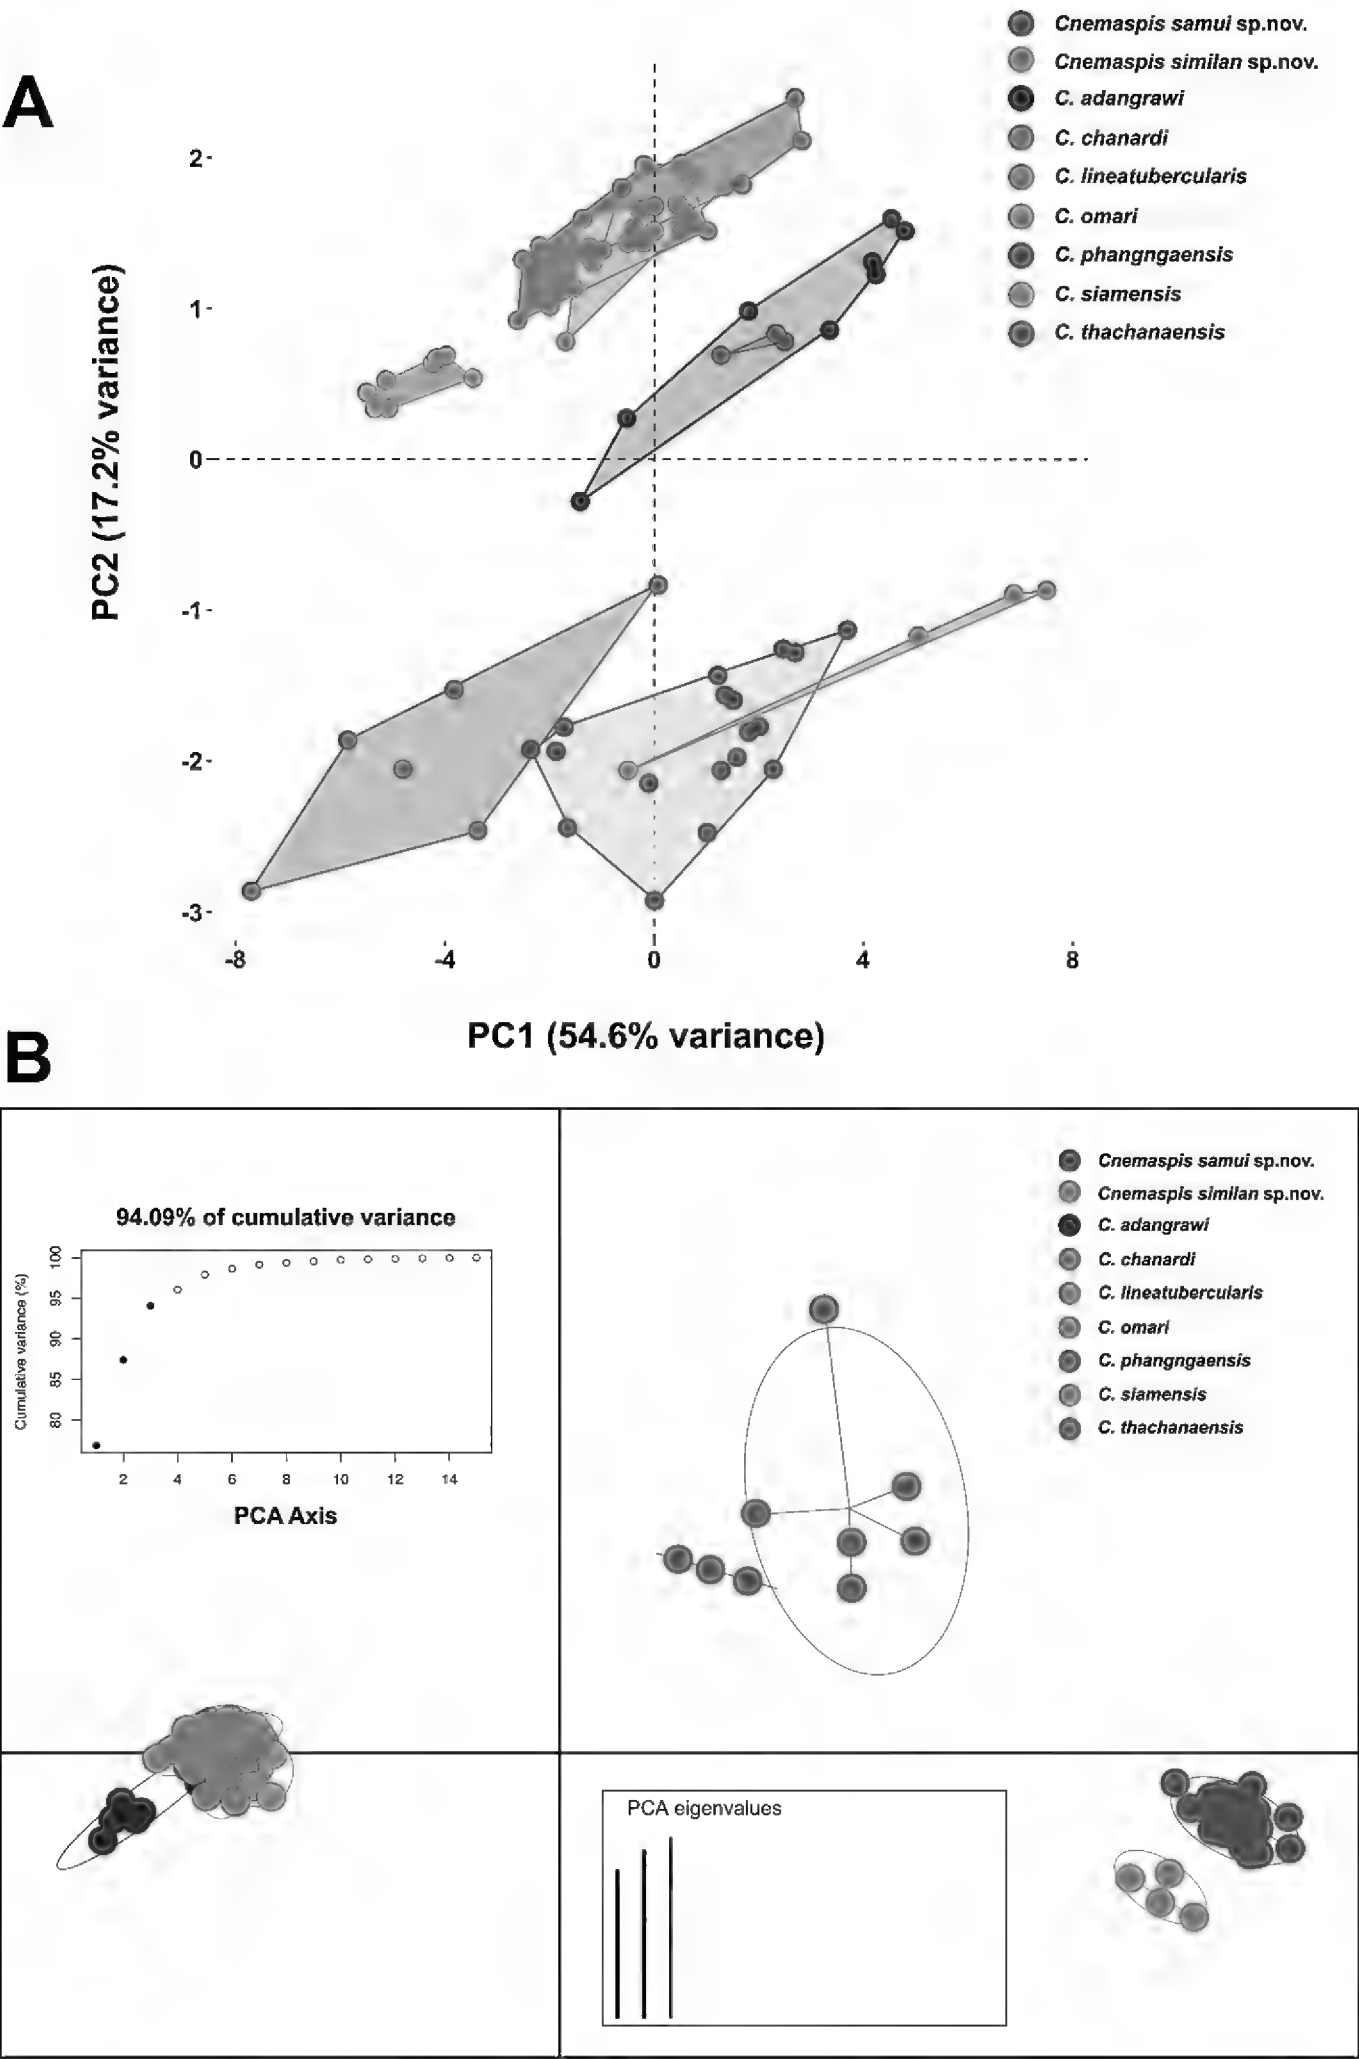 A
Cnemaspis samui sp.nov.
Cnemaspis similan sp.nov.
C. adangrawi
C. chanardi
C. lineatubercularis
C. omari
C. phangngaensis
C. siamensis
C. thachanaensis
PC2 (17.2% variance)
2
1
0
-1
-2
-3
-8 -4 0 4 8
PC1 (54.6% variance)
B
94.09% of cumulative variance
Cumulative variance (%)
100
95
90
85
80
2 4 6 8 10 12 14
PCA Axis
Cnemaspis samui sp.nov.
Cnemaspis similan sp.nov.
C. adangrawi
C. chanardi
C. lineatubercularis
C. omari
C. phangngaensis
C. siamensis
C. thachanaensis
PCA eigenvalues